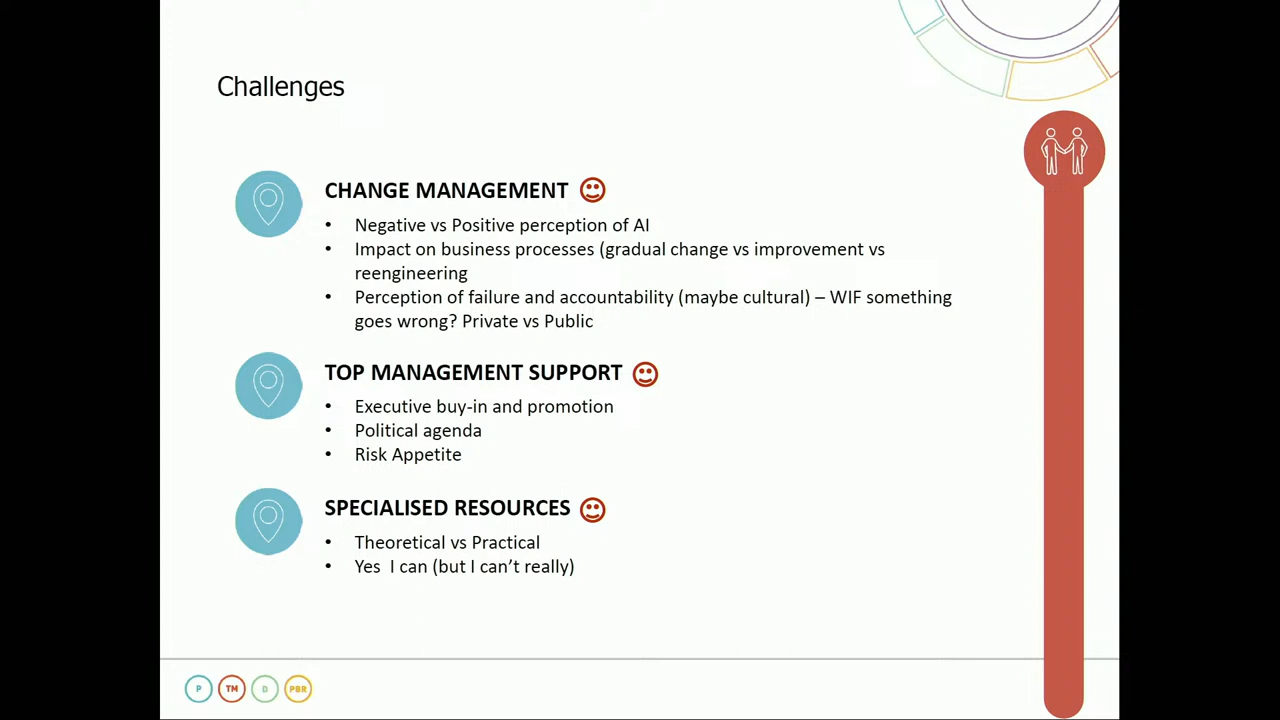 Challenges
CHANGE MANAGEMENT
• Negative vs Positive perception of AI
• Impact on business processes (gradual change vs improvement vs
reengineering
• Perception of failure and accountability (maybe cultural) – WIF something
goes wrong? Private vs Public
TOP MANAGEMENT SUPPORT
• Executive buy-in and promotion
• Political agenda
• Risk Appetite
SPECIALISED RESOURCES
• Theoretical vs Practical
• Yes  I can (but I can’t really)
P TM D PBR